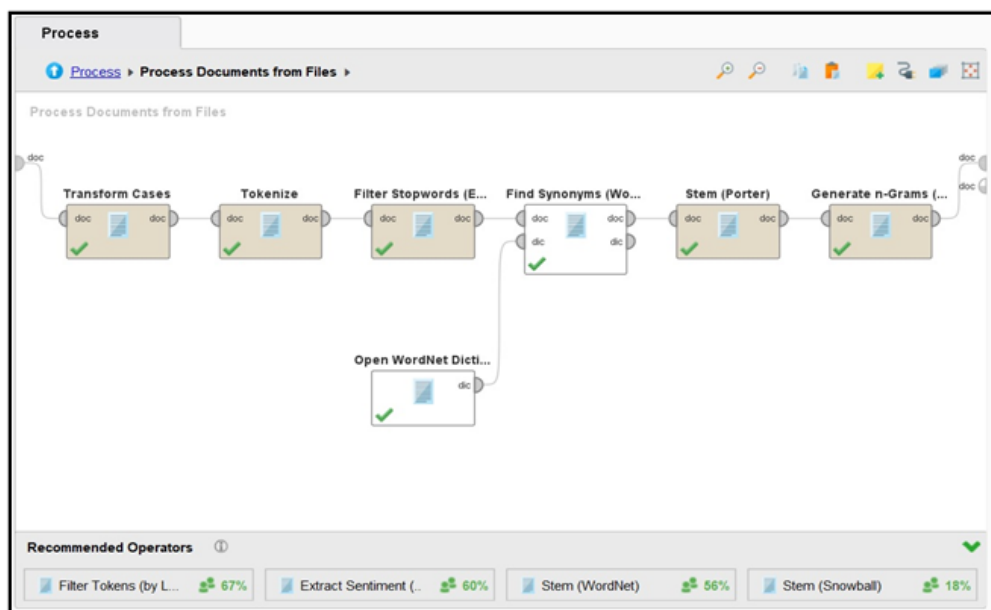 Process
Process ▸ Process Documents from Files ▸
Process Documents from Files
doc
doc
doc
Transform Cases
Tokenize
Filter Stopwords (E...
Find Synonyms (Wo...
Stem (Porter)
Generate n-Grams (...
doc doc
doc doc
doc doc
doc doc
doc doc
doc doc
dic dic
Open WordNet Dicti...
dic
Recommended Operators
Filter Tokens (by L... 67%
Extract Sentiment (.. 60%
Stem (WordNet) 56%
Stem (Snowball) 18%